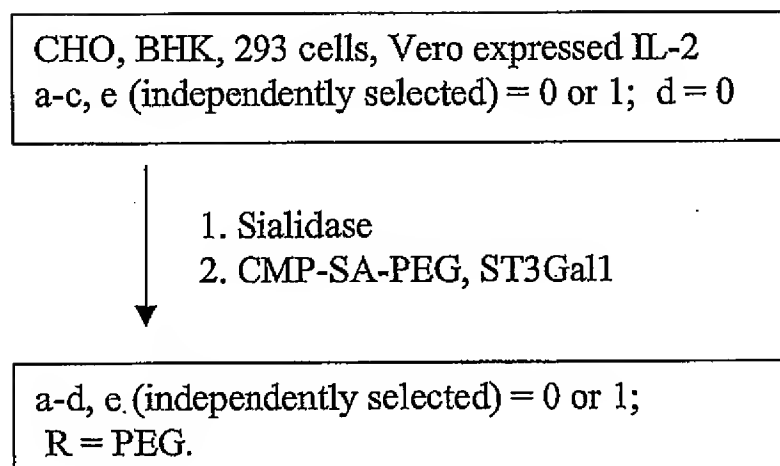 CHO, BHK, 293 cells, Vero expressed IL-2
a-c, e (independently selected) = 0 or 1; d = 0
1. Sialidase
2. CMP-SA-PEG, ST3Gal1
a-d, e. (independently selected) = 0 or 1;
R = PEG.